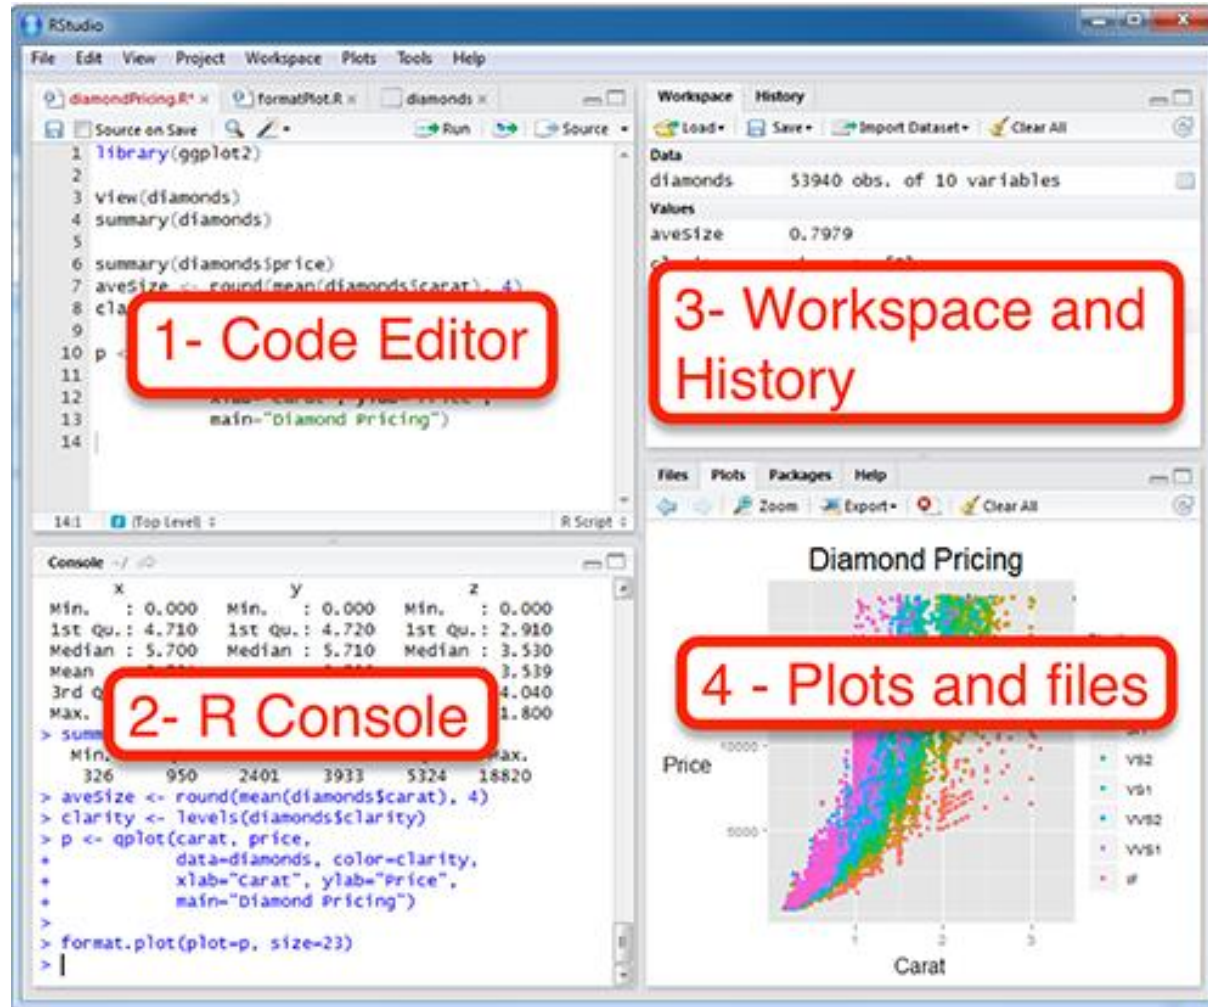 RStudio
File Edit View Project Workspace Plots Tools Help
diamondPricing.R* formatPlot.R diamonds
Source on Save Run Source
1 library(ggplot2)
2
3 View(diamonds)
4 summary(diamonds)
5
6 summary(diamonds$price)
7 aveSize <- round(mean(diamonds$carat), 4)
8 cla
9
10 p <
11
12 xlab="Carat", ylab="Price",
13 main="Diamond Pricing")
14
1- Code Editor
14:1 (Top Level) R Script
Console ~/
x y z
Min. : 0.000 Min. : 0.000 Min. : 0.000
1st Qu.: 4.710 1st Qu.: 4.720 1st Qu.: 2.910
Median : 5.700 Median : 5.710 Median : 3.530
Mean : 3.539
3rd Q 4.040
Max. 1.800
2- R Console
> summ
Min. Max.
326 950 2401 3933 5324 18820
> aveSize <- round(mean(diamonds$carat), 4)
> clarity <- levels(diamonds$clarity)
> p <- qplot(carat, price,
+ data=diamonds, color=clarity,
+ xlab="Carat", ylab="Price",
+ main="Diamond Pricing")
>
> format.plot(plot=p, size=23)
>
Workspace History
Load Save Import Dataset Clear All
Data
diamonds 53940 obs. of 10 variables
Values
aveSize 0.7979
3- Workspace and
History
Files Plots Packages Help
Zoom Export Clear All
Diamond Pricing
4 - Plots and files
Price
10000
5000
VS2
VS1
VVS2
VVS1
IF
1 2 3
Carat